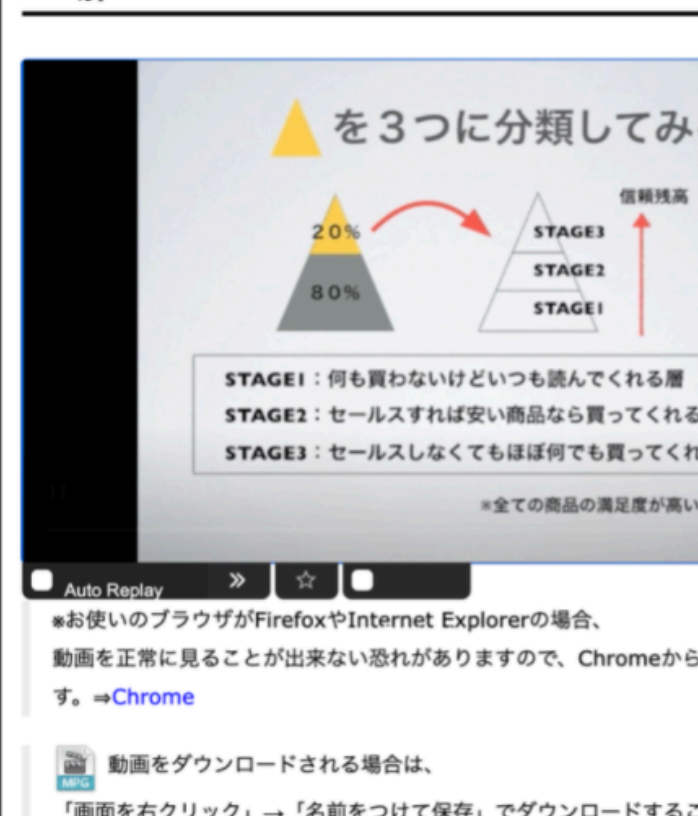 を３つに分類してみ
信頼残高
20%
STAGE3
80%
STAGE2
STAGE1
STAGE1：何も買わないけどいつも読んでくれる層
STAGE2：セールスすれば安い商品なら買ってくれる
STAGE3：セールスしなくてもほぼ何でも買ってくれ
※全ての商品の満足度が高い
Auto Replay
※お使いのブラウザがFirefoxやInternet Explorerの場合、
動画を正常に見ることが出来ない恐れがありますので、Chromeから
す。⇒Chrome
MPG
動画をダウンロードされる場合は、
「画面を右クリック」→「名前をつけて保存」でダウンロードするこ